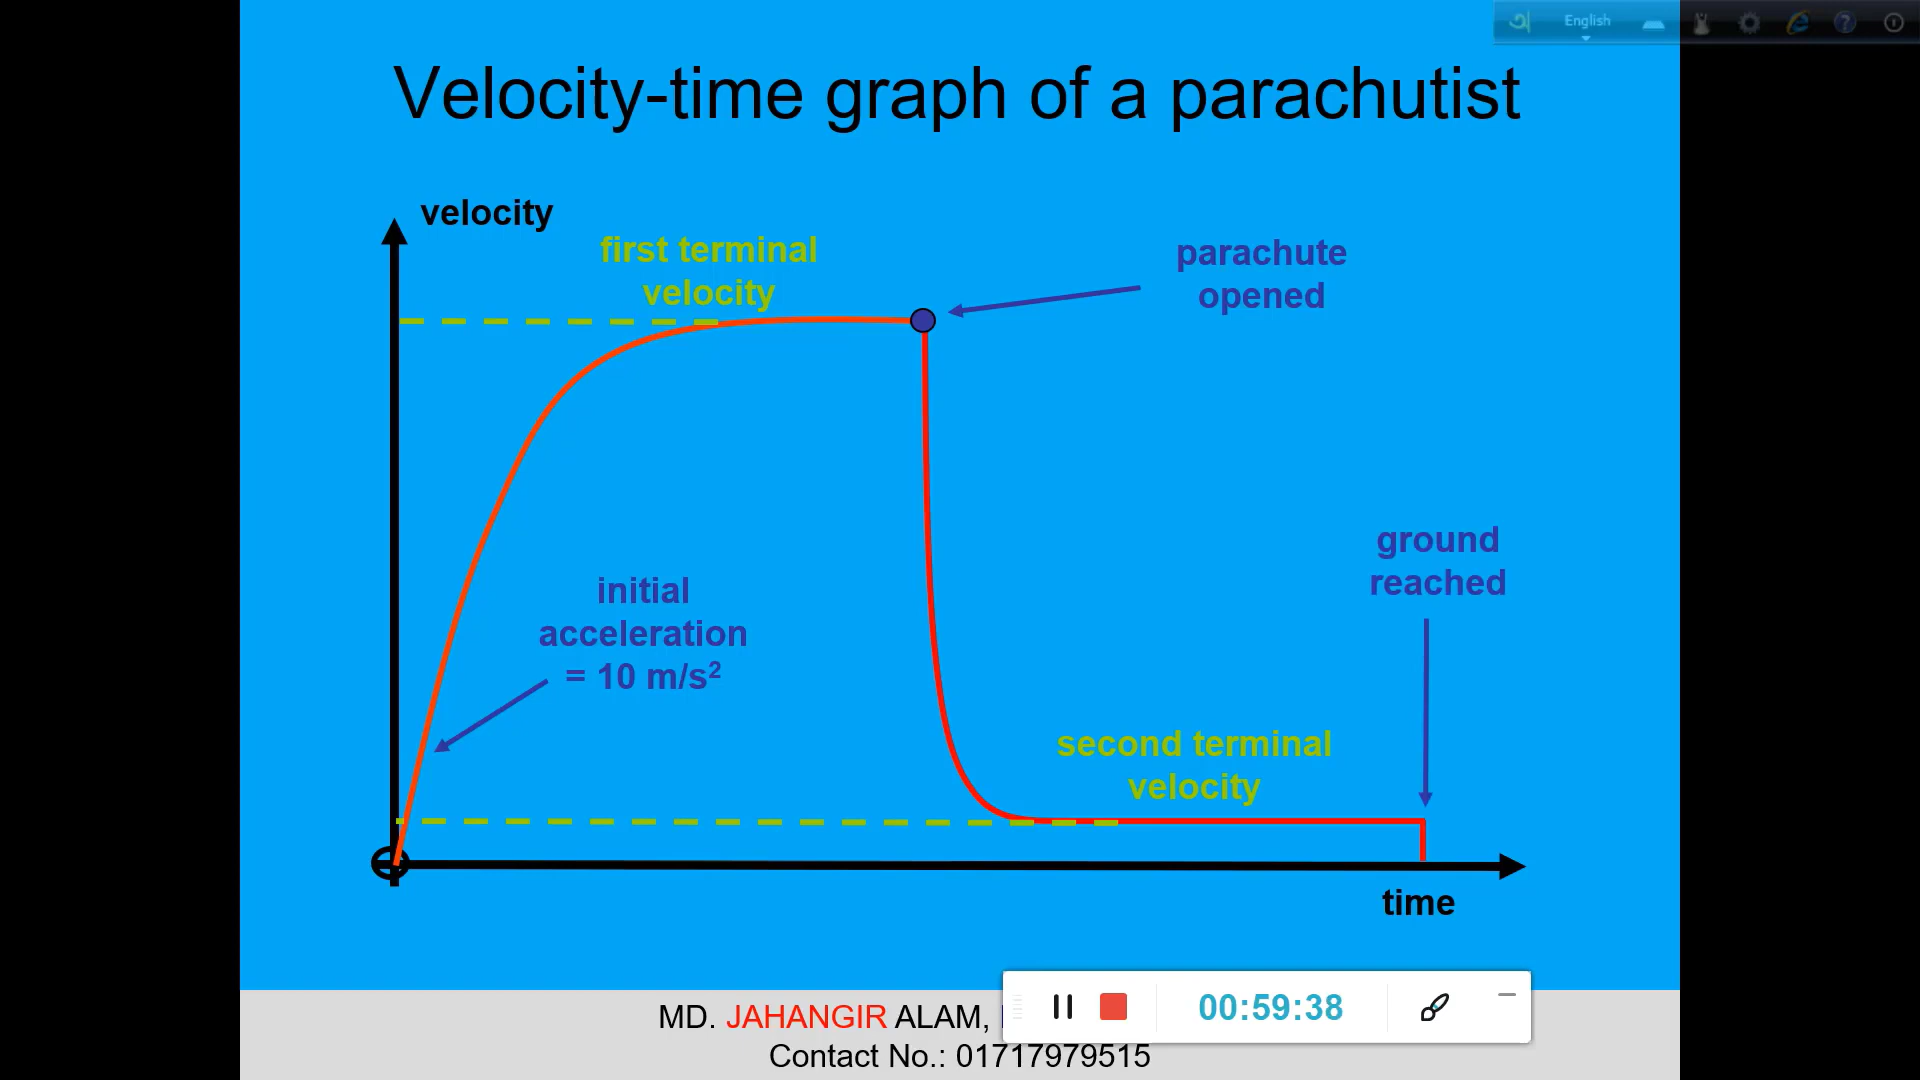 English
Velocity-time graph of a parachutist
velocity
first terminal
velocity
parachute
opened
initial
acceleration
= 10 m/s²
ground
reached
second terminal
velocity
time
MD. JAHANGIR ALAM,
00:59:38
Contact No.: 01717979515